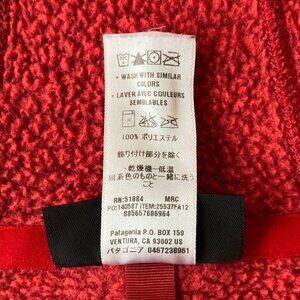 • WASH WITH SIMILAR
COLORS
• LAVER AVEC COULEURS
SEMBLABLES
100% ポリエステル
飾り付け部分を除く
乾燥機一低温
同系色のものと一緒に洗う
こと
RN:51884 MRC
PO:140587 ITEM:25537FA12
885657686964
Patagonia P.O. BOX 150
VENTURA, CA 93002 US
パタゴニア 0467238961